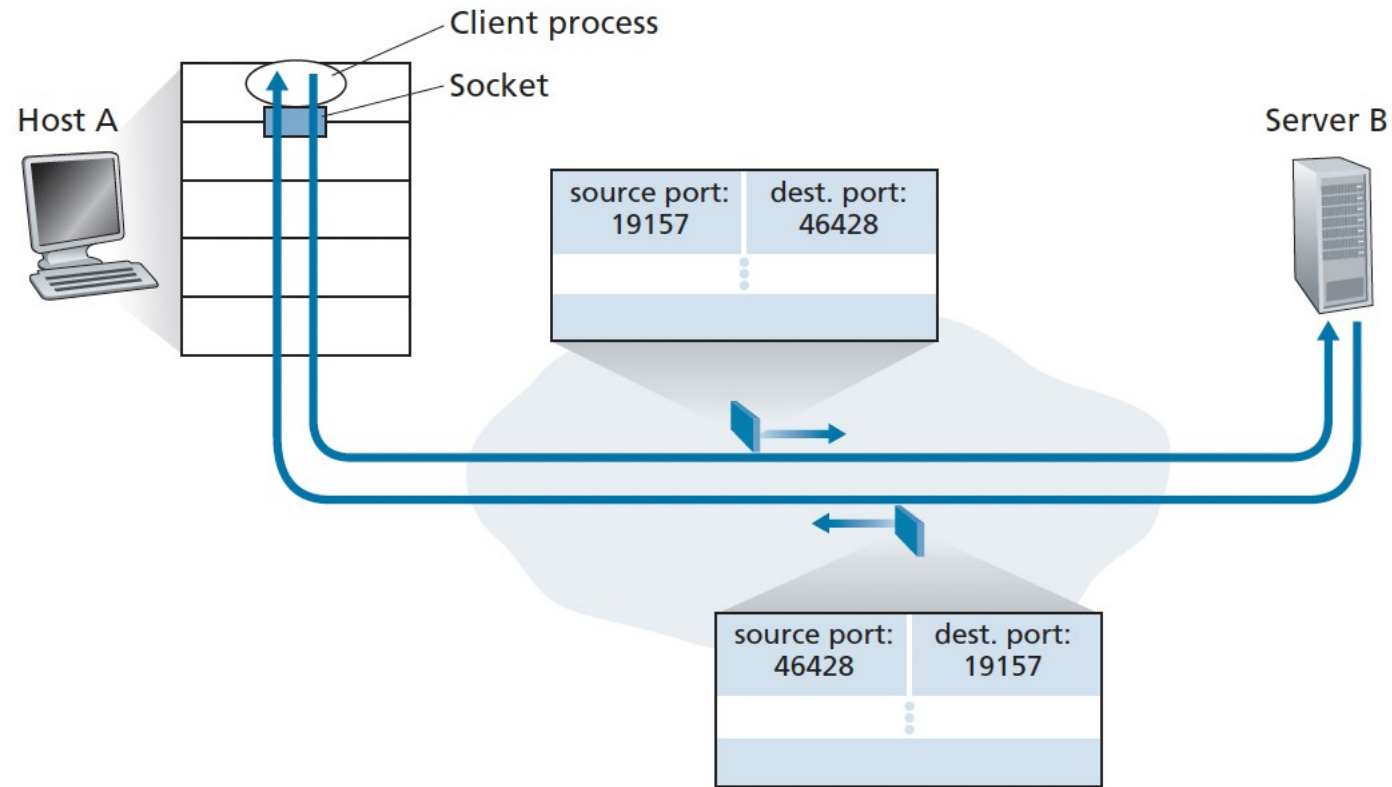 Client process
Socket
Host A
Server B
source port:
19157
dest. port:
46428
source port:
46428
dest. port:
19157